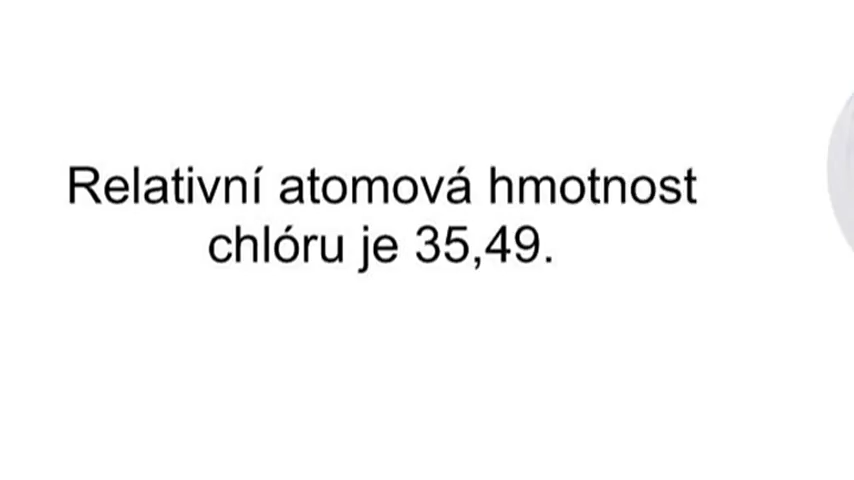 Relativní atomová hmotnost
chlóru je 35,49.